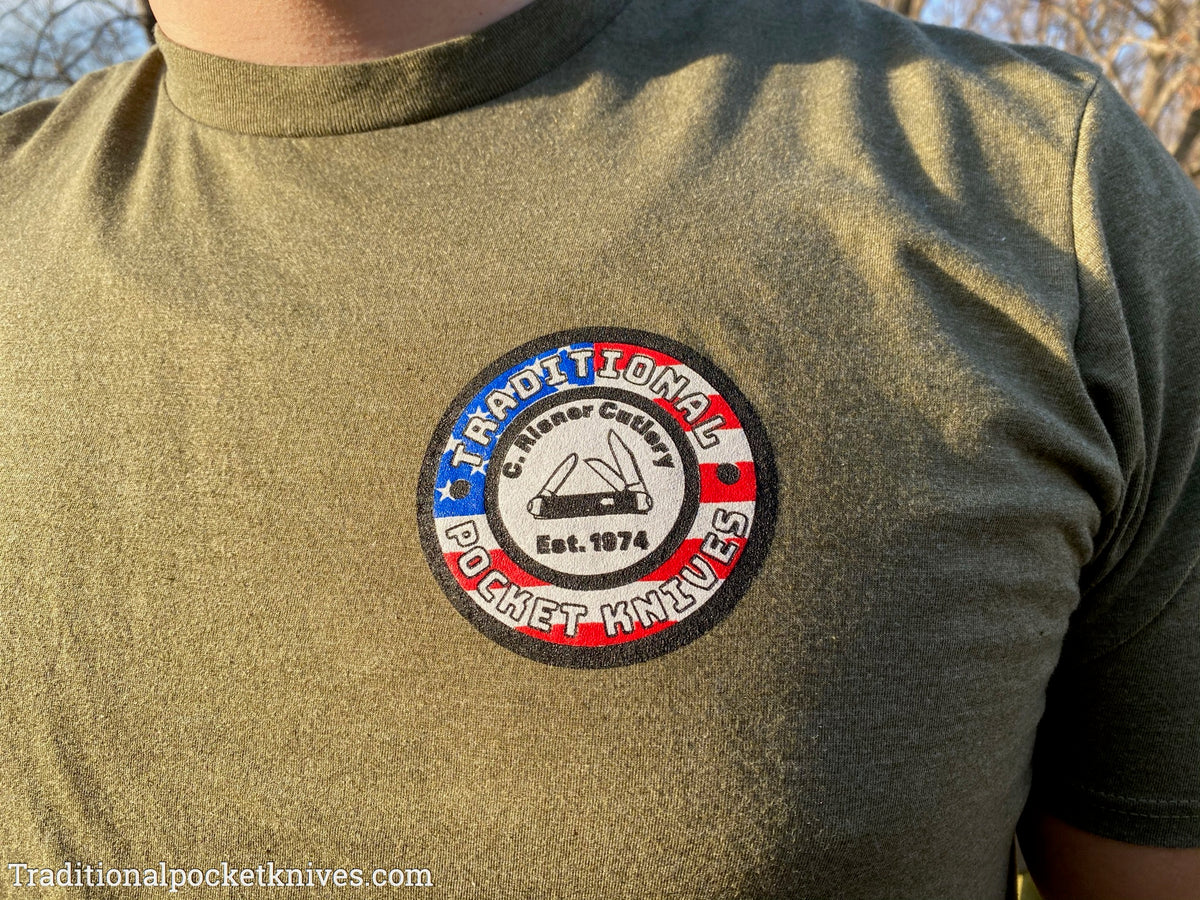 TRADITIONAL
C. Risner Cutlery
Est. 1974
POCKET KNIVES
Traditionalpocketknives.com